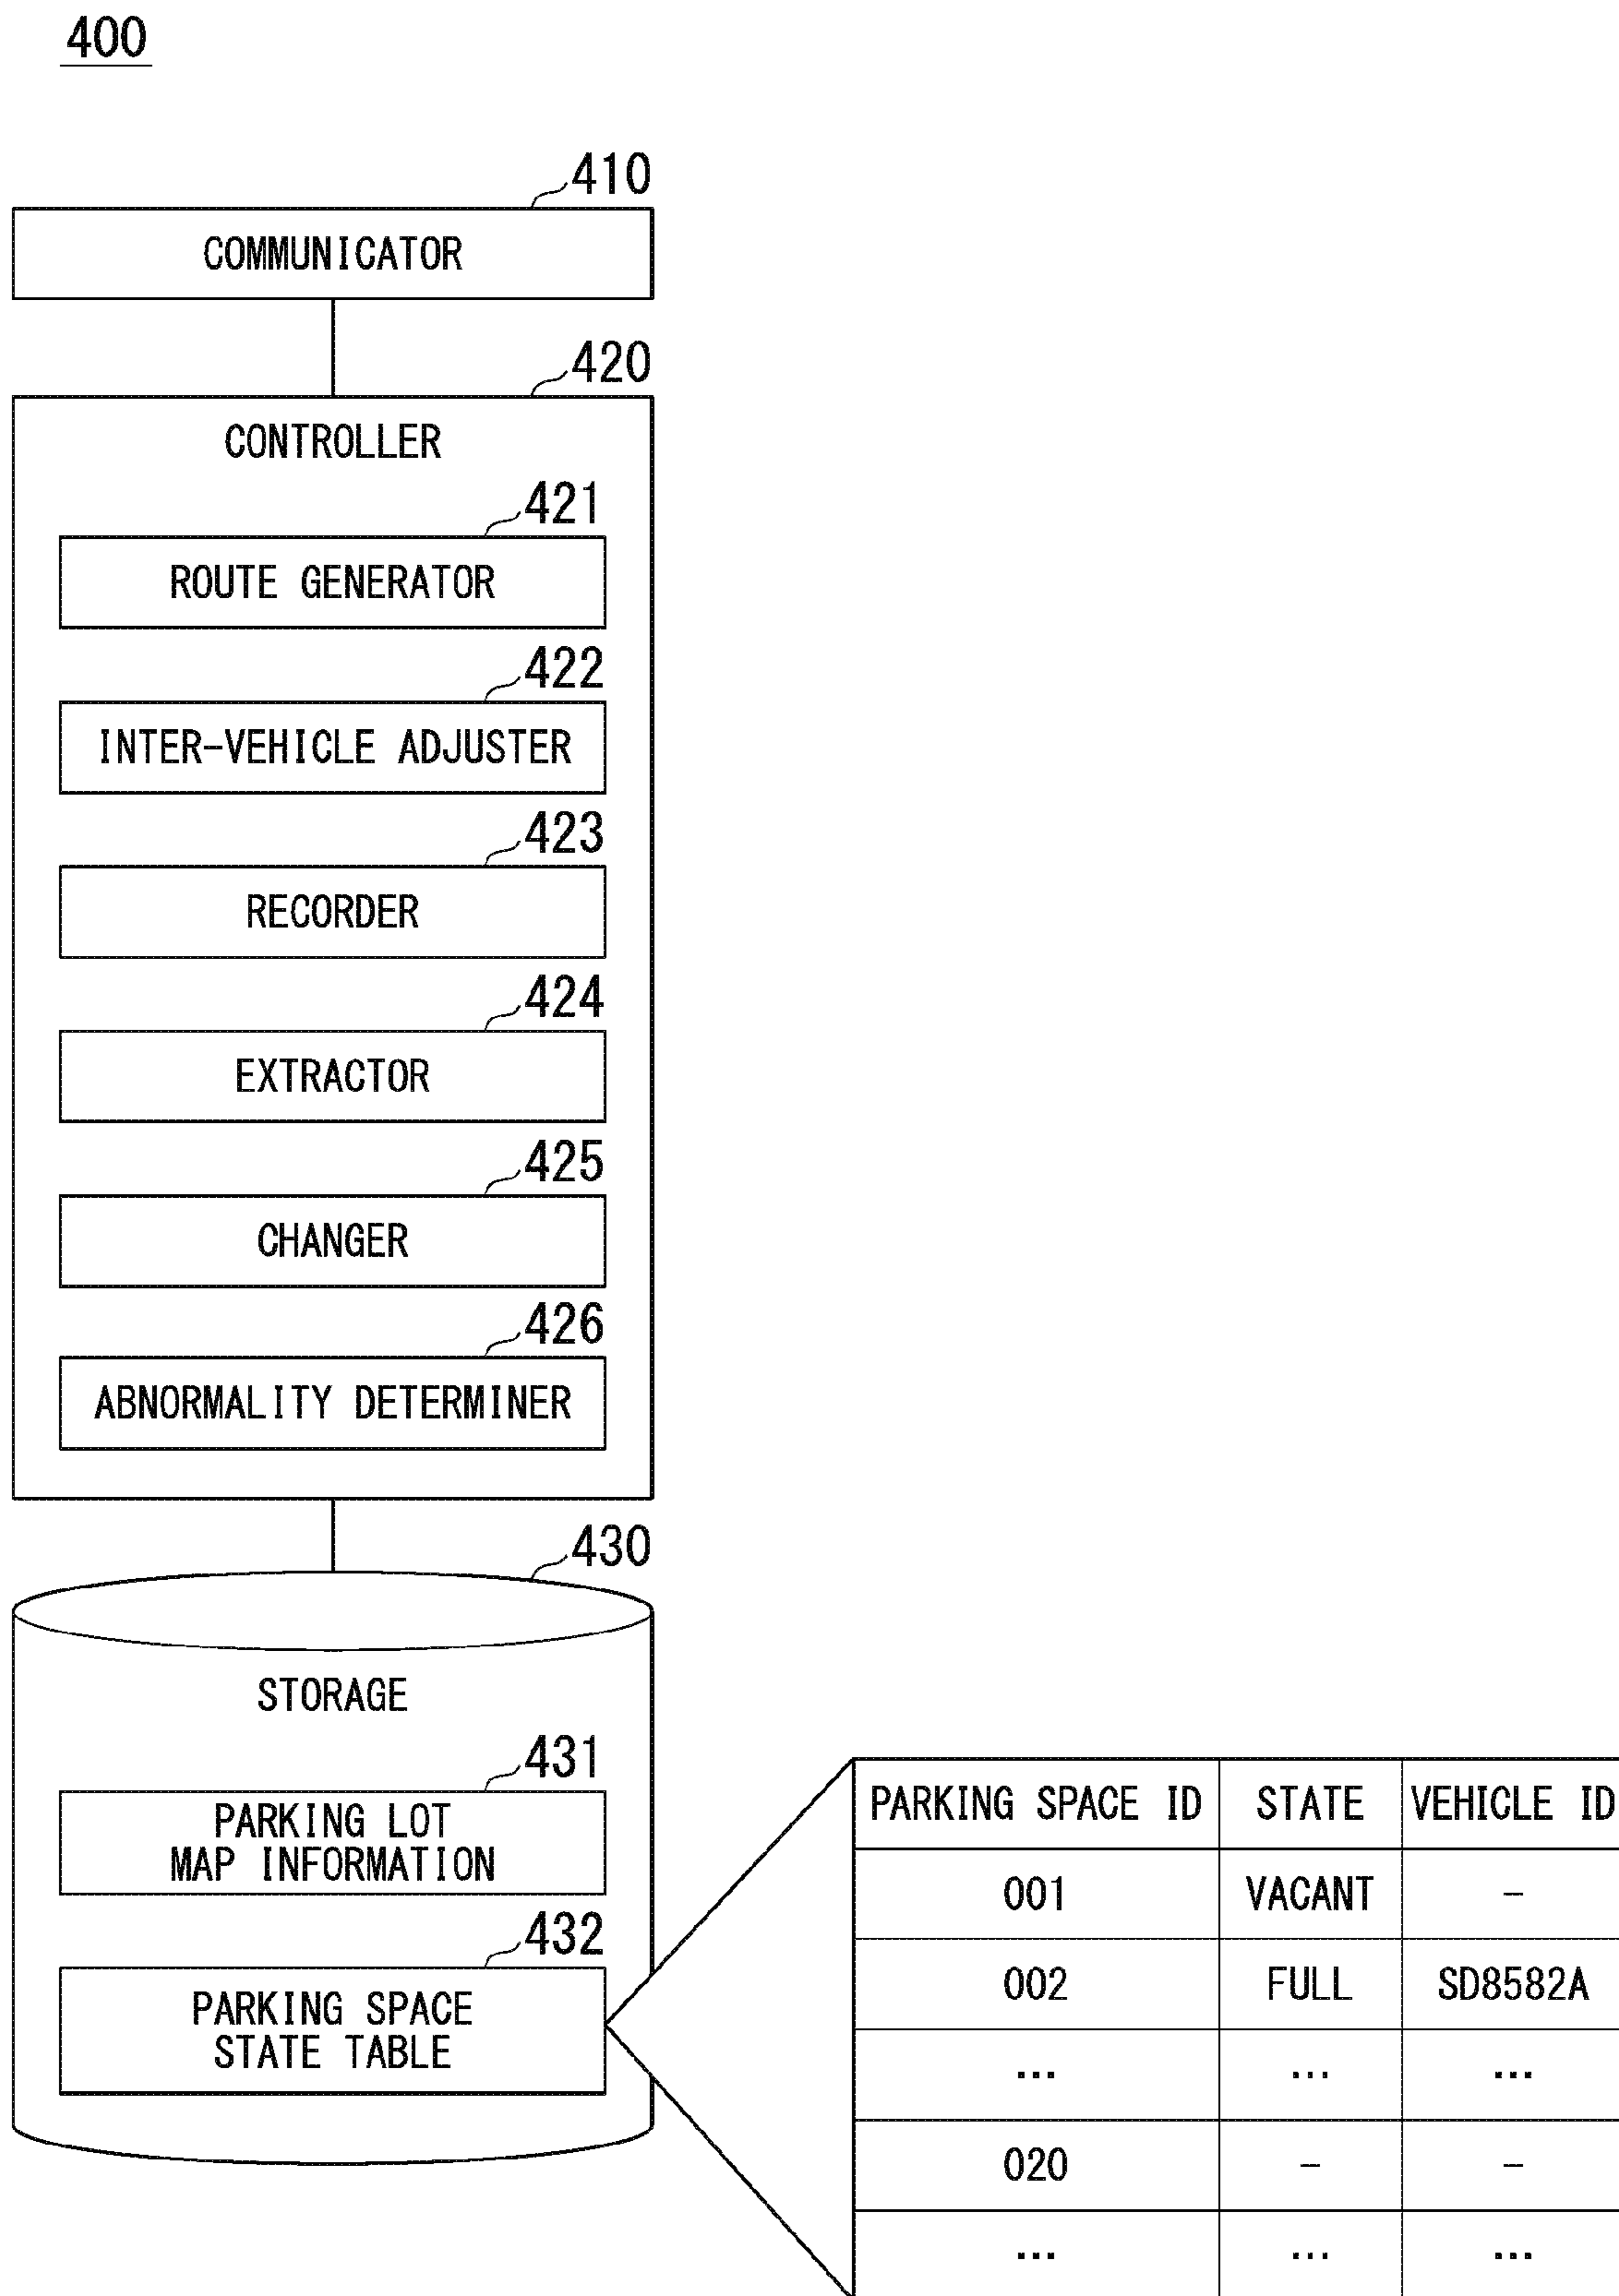 400
410
COMMUNICATOR
420
CONTROLLER
421
ROUTE GENERATOR
422
INTER-VEHICLE ADJUSTER
423
RECORDER
424
EXTRACTOR
425
CHANGER
426
ABNORMALITY DETERMINER
430
STORAGE
431
PARKING LOT
MAP INFORMATION
432
PARKING SPACE
STATE TABLE
PARKING SPACE ID STATE VEHICLE ID
001 VACANT -
002 FULL SD8582A
... ... ...
020 - -
... ... ...